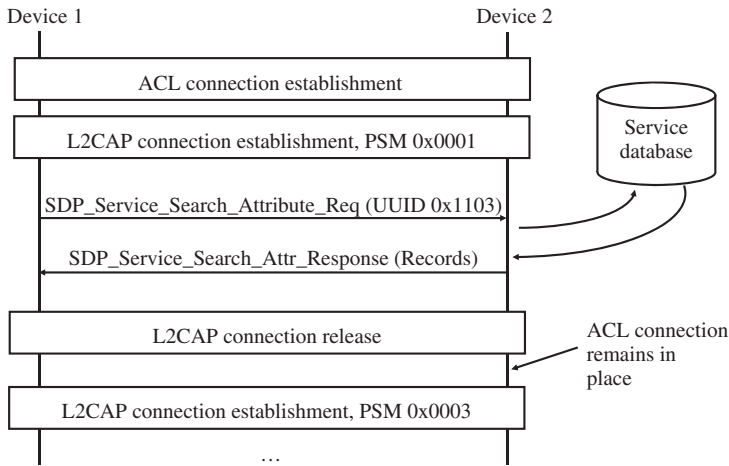 Device 1
Device 2
ACL connection establishment
L2CAP connection establishment, PSM 0x0001
Service
database
SDP_Service_Search_Attribute_Req (UUID 0x1103)
SDP_Service_Search_Attr_Response (Records)
L2CAP connection release
ACL connection
remains in
place
L2CAP connection establishment, PSM 0x0003
…